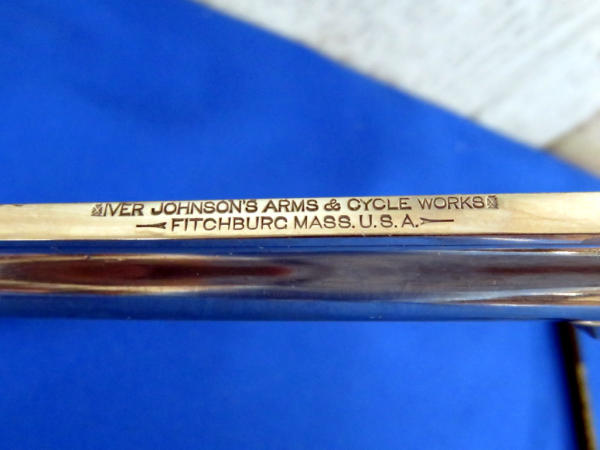 IVER JOHNSON'S ARMS & CYCLE WORKS
FITCHBURG MASS. U.S.A.